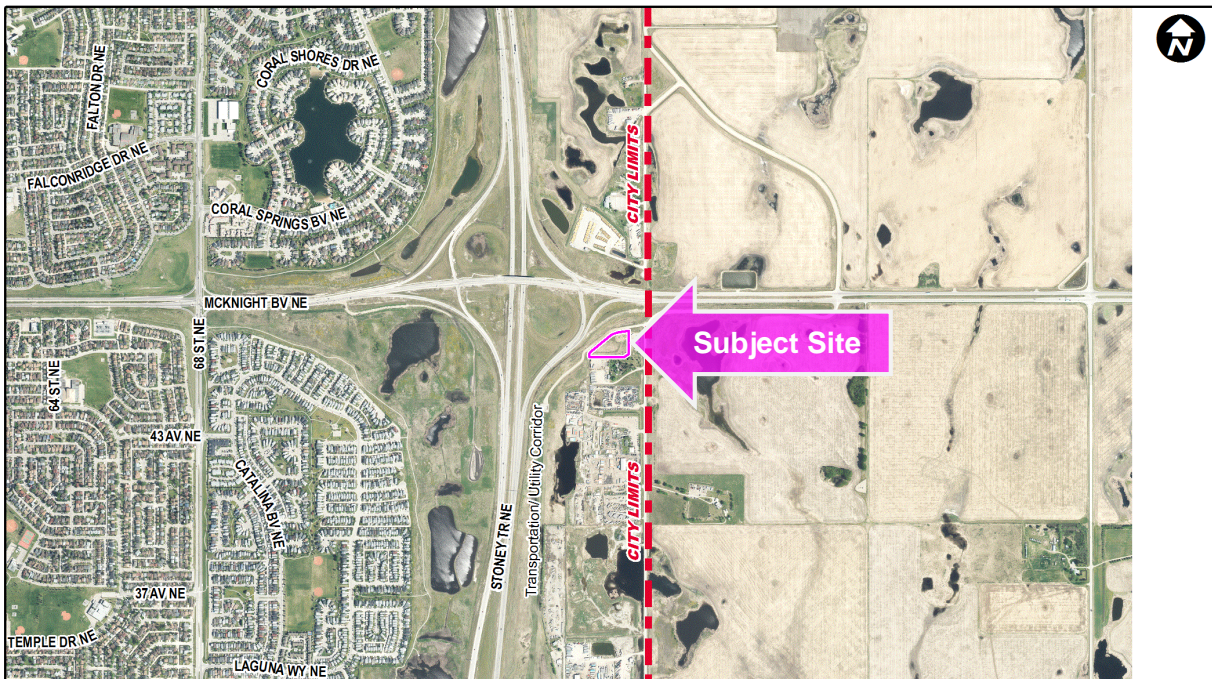 N
CORAL SHORES DR NE
FALTON DR NE
FALCONRIDGE DR NE
CITY LIMITS
CORAL SPRINGS BV NE
MCKNIGHT BV NE
Subject Site
68 ST NE
64 ST NE
43 AV NE
CATALINA BV NE
STONEY TR NE
Transportation/ Utility Corridor
CITY LIMITS
37 AV NE
TEMPLE DR NE
LAGUNA WY NE